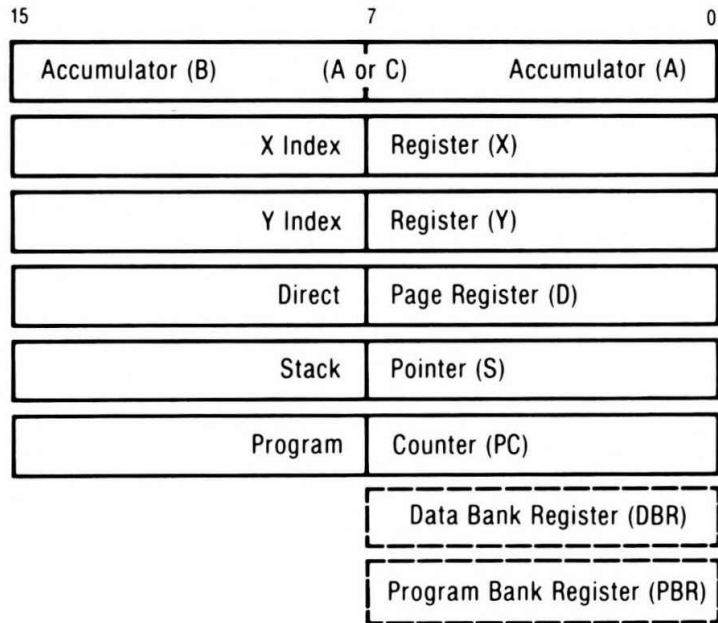 15 7 0
Accumulator (B) (A or C) Accumulator (A)
X Index Register (X)
Y Index Register (Y)
Direct Page Register (D)
Stack Pointer (S)
Program Counter (PC)
Data Bank Register (DBR)
Program Bank Register (PBR)